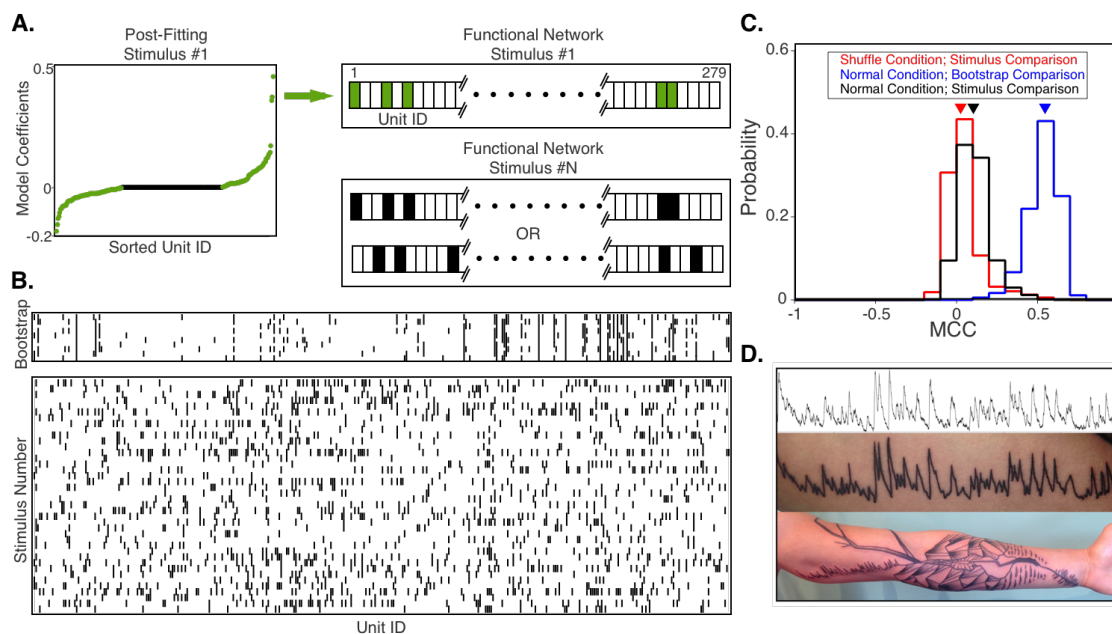 A.
Post-Fitting
Stimulus #1
0.5
0
-0.2
Model Coefficients
Sorted Unit ID
Functional Network
Stimulus #1
1
279
Unit ID
Functional Network
Stimulus #N
OR
B.
Bootstrap
Stimulus Number
Unit ID
C.
0.6
0.4
0.2
0
Probability
Shuffle Condition; Stimulus Comparison
Normal Condition; Bootstrap Comparison
Normal Condition; Stimulus Comparison
-1
-0.5
0
0.5
MCC
D.